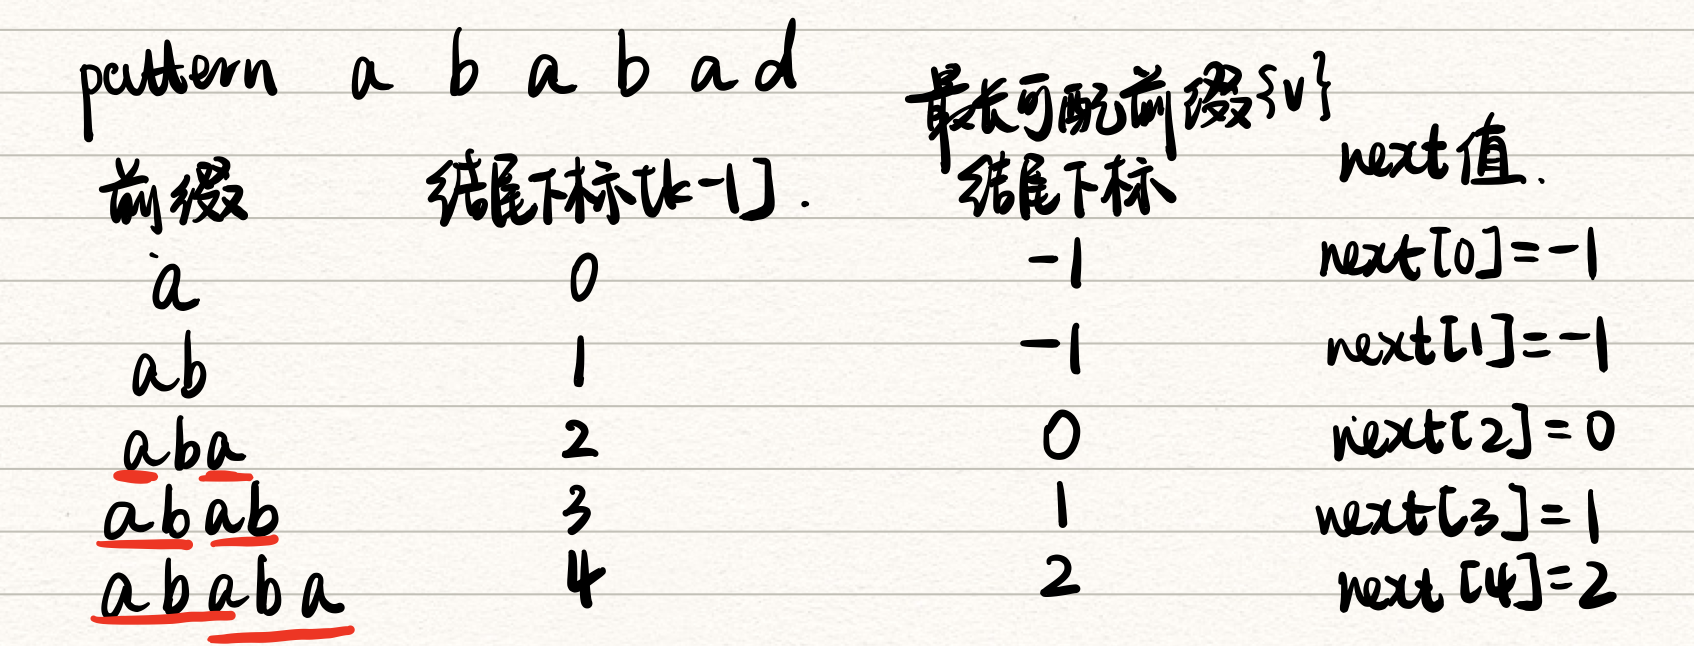 pattern a b a b a d
最长可配前缀{v}
前缀 结尾下标[k-1]. 结尾下标 next值.
a 0 -1 next[0]=-1
ab 1 -1 next[1]=-1
aba 2 0 next[2]=0
abab 3 1 next[3]=1
ababa 4 2 next[4]=2